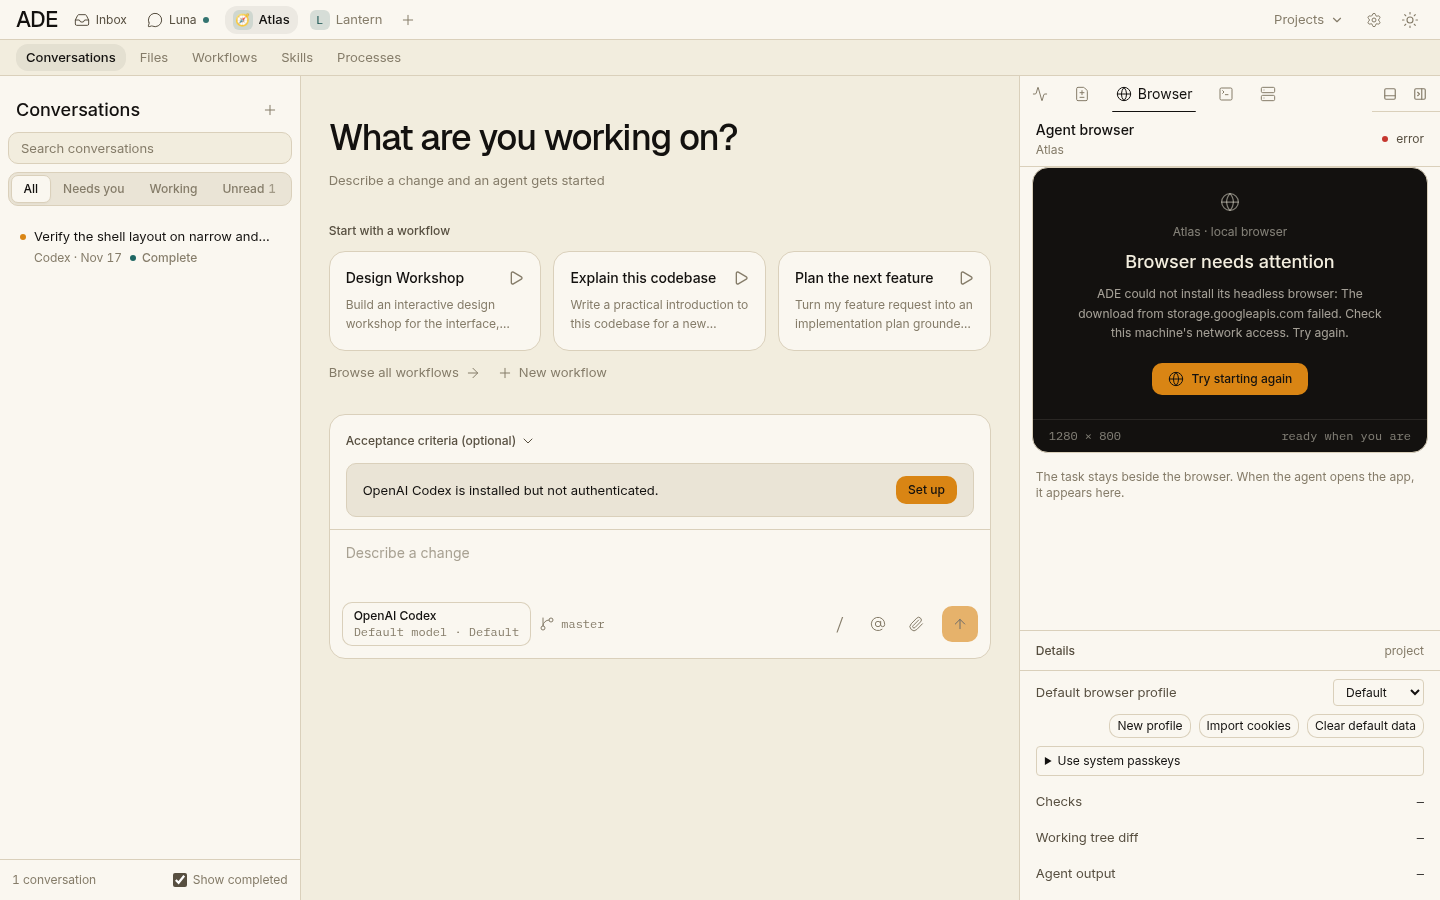 ADE
Inbox
Luna
Atlas
L
Lantern
Projects
Conversations
Files
Workflows
Skills
Processes
Conversations
Search conversations
All
Needs you
Working
Unread 1
Verify the shell layout on narrow and...
Codex · Nov 17
Complete
1 conversation
Show completed
What are you working on?
Describe a change and an agent gets started
Start with a workflow
Design Workshop
Build an interactive design
workshop for the interface,...
Explain this codebase
Write a practical introduction to
this codebase for a new...
Plan the next feature
Turn my feature request into an
implementation plan grounde...
Browse all workflows
New workflow
Acceptance criteria (optional)
OpenAI Codex is installed but not authenticated.
Set up
Describe a change
OpenAI Codex
Default model · Default
master
/
@
Browser
Agent browser
Atlas
error
Atlas · local browser
Browser needs attention
ADE could not install its headless browser: The
download from storage.googleapis.com failed. Check
this machine's network access. Try again.
Try starting again
1280 × 800
ready when you are
The task stays beside the browser. When the agent opens the app,
it appears here.
Details
project
Default browser profile
Default
New profile
Import cookies
Clear default data
Use system passkeys
Checks
–
Working tree diff
–
Agent output
–